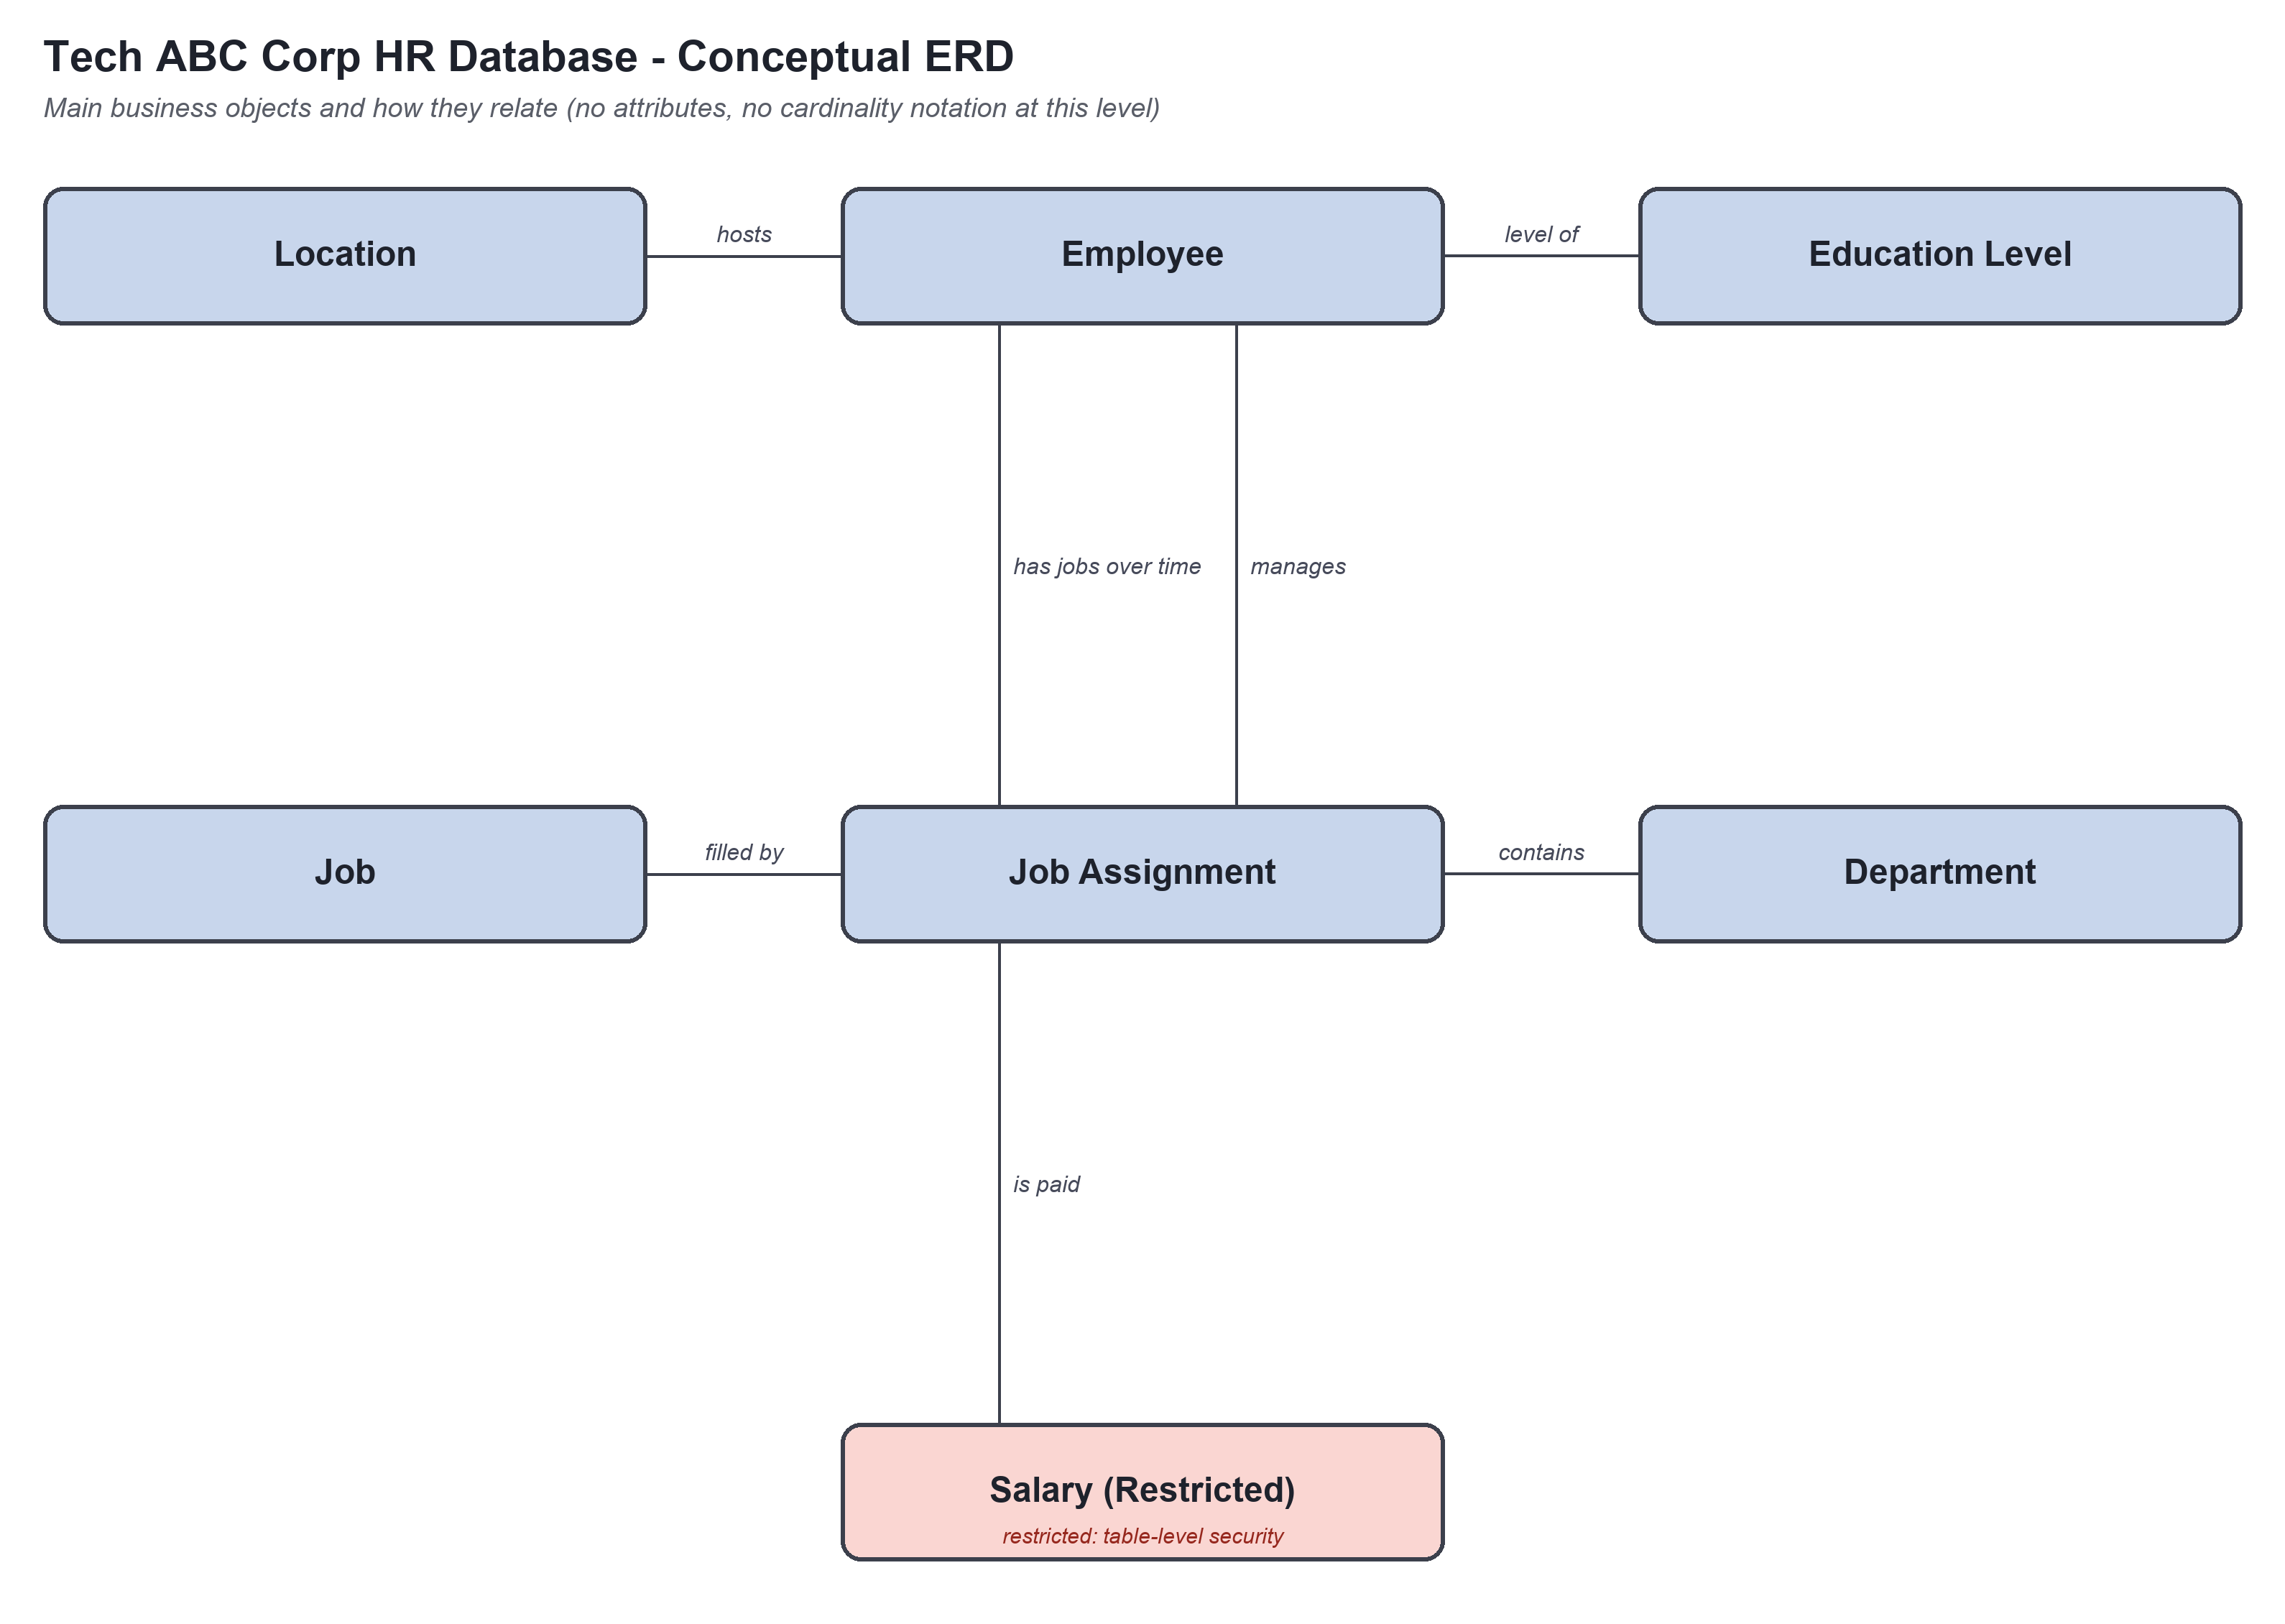 Tech ABC Corp HR Database - Conceptual ERD
Main business objects and how they relate (no attributes, no cardinality notation at this level)
Location
hosts
Employee
level of
Education Level
has jobs over time
manages
Job
filled by
Job Assignment
contains
Department
is paid
Salary (Restricted)
restricted: table-level security